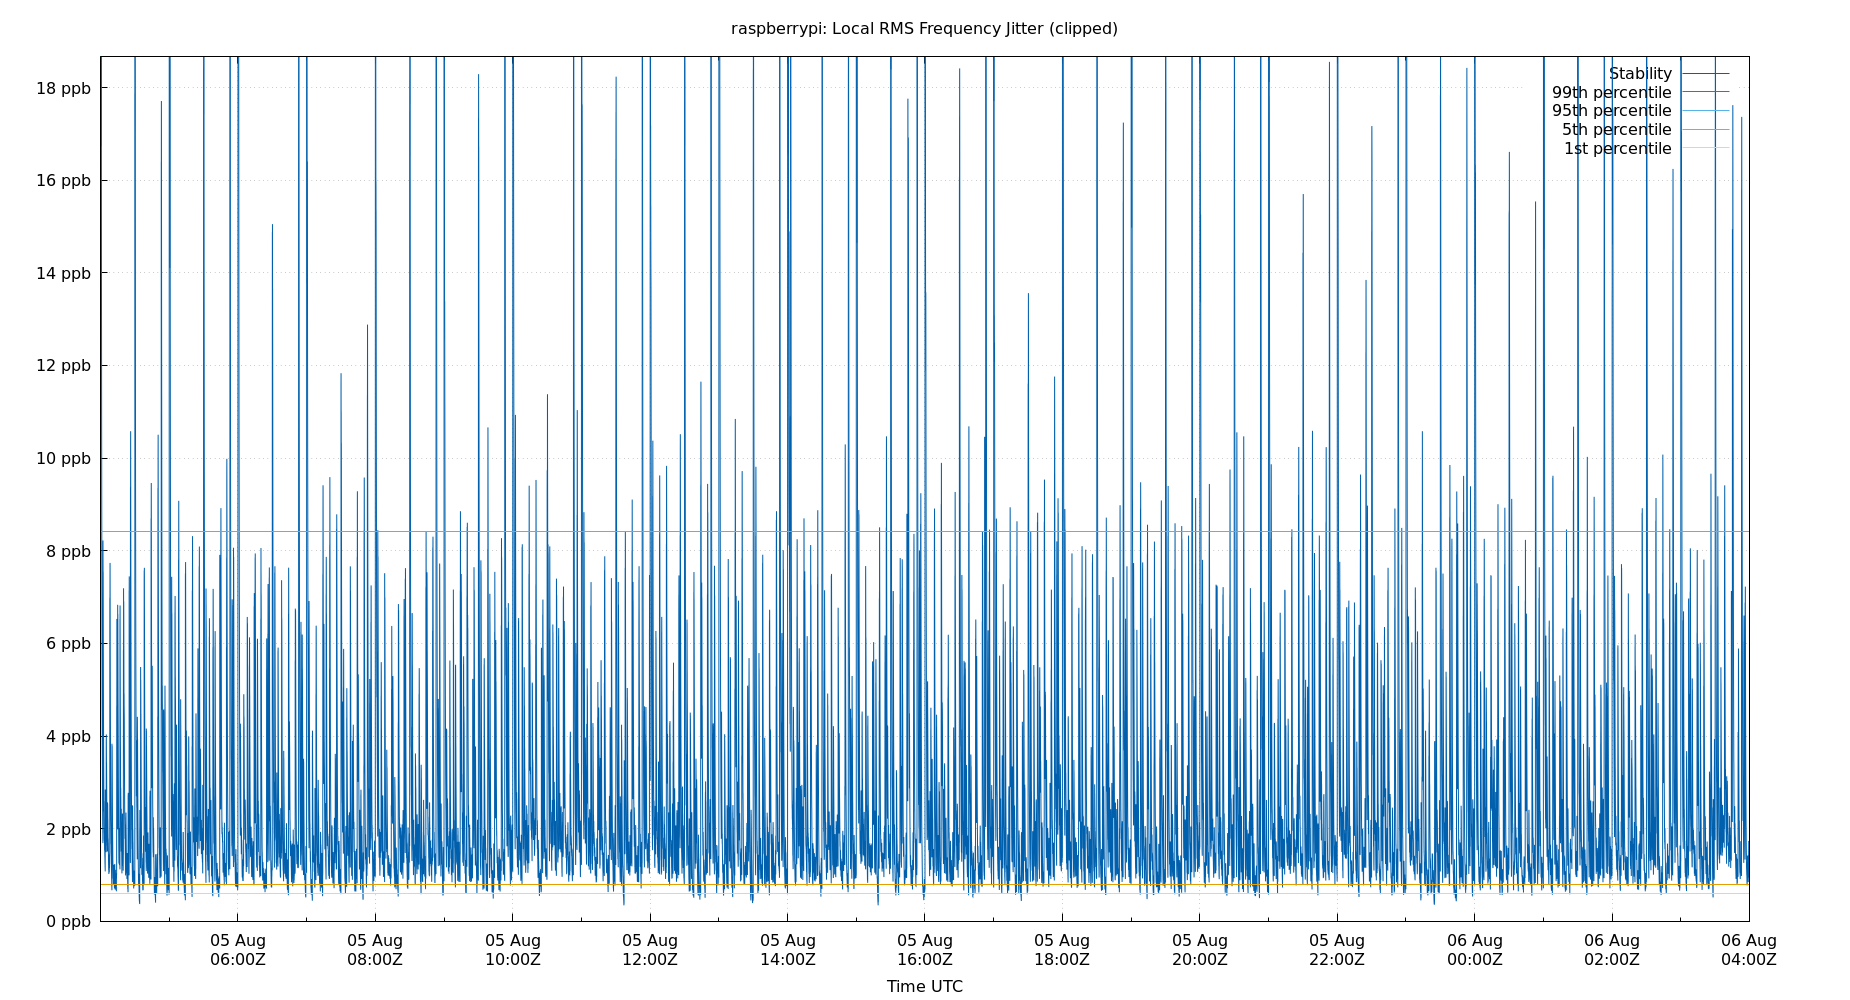 raspberrypi: Local RMS Frequency Jitter (clipped)
18 ppb
16 ppb
14 ppb
12 ppb
10 ppb
8 ppb
6 ppb
4 ppb
2 ppb
0 ppb
Stability
99th percentile
95th percentile
5th percentile
1st percentile
05 Aug 05 Aug 05 Aug 05 Aug 05 Aug 05 Aug 05 Aug 05 Aug 05 Aug 06 Aug 06 Aug 06 Aug
06:00Z 08:00Z 10:00Z 12:00Z 14:00Z 16:00Z 18:00Z 20:00Z 22:00Z 00:00Z 02:00Z 04:00Z
Time UTC